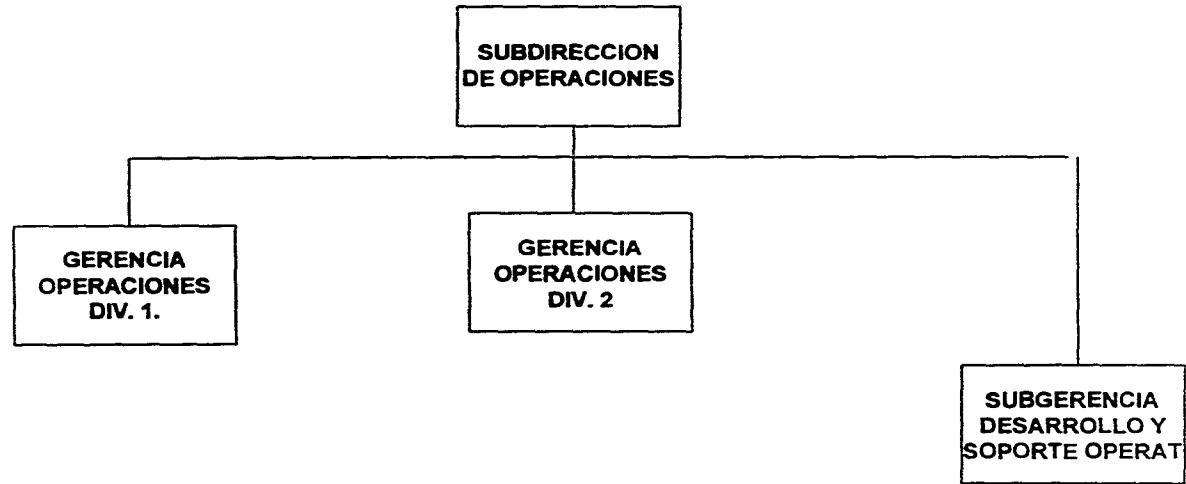 SUBDIRECCION
DE OPERACIONES
GERENCIA
OPERACIONES
DIV. 1.
GERENCIA
OPERACIONES
DIV. 2
SUBGERENCIA
DESARROLLO Y
SOPORTE OPERAT